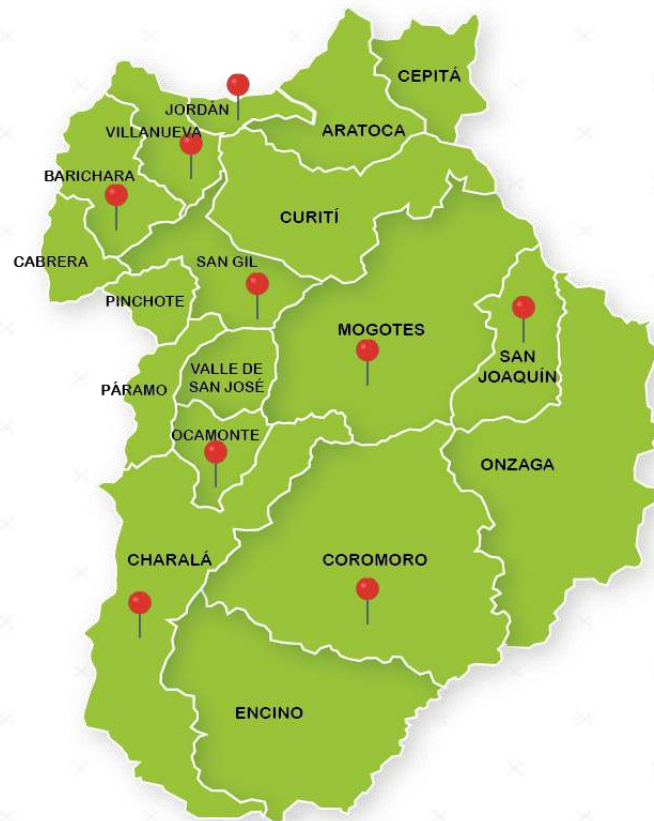 CEPITÁ
JORDÁN
ARATOCA
VILLANUEVA
BARICHARA
CURITÍ
CABRERA
SAN GIL
PINCHOTE
MOGOTES
SAN
JOAQUÍN
VALLE DE
SAN JOSÉ
PÁRAMO
OCAMONTE
ONZAGA
CHARALÁ
COROMORO
ENCINO